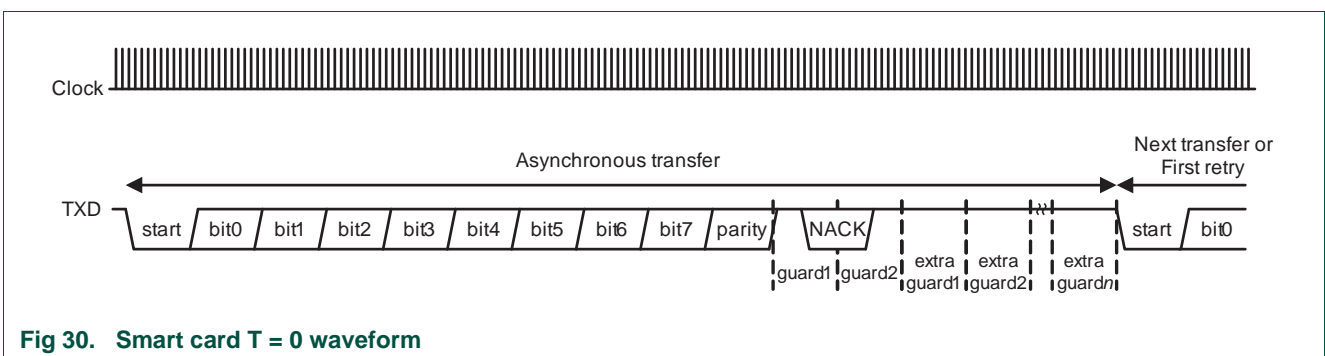 Clock
Asynchronous transfer
Next transfer or
First retry
TXD
start bit0 bit1 bit2 bit3 bit4 bit5 bit6 bit7 parity NACK start bit0
guard1 guard2 extra guard1 extra guard2 extra guardn
Fig 30. Smart card T = 0 waveform